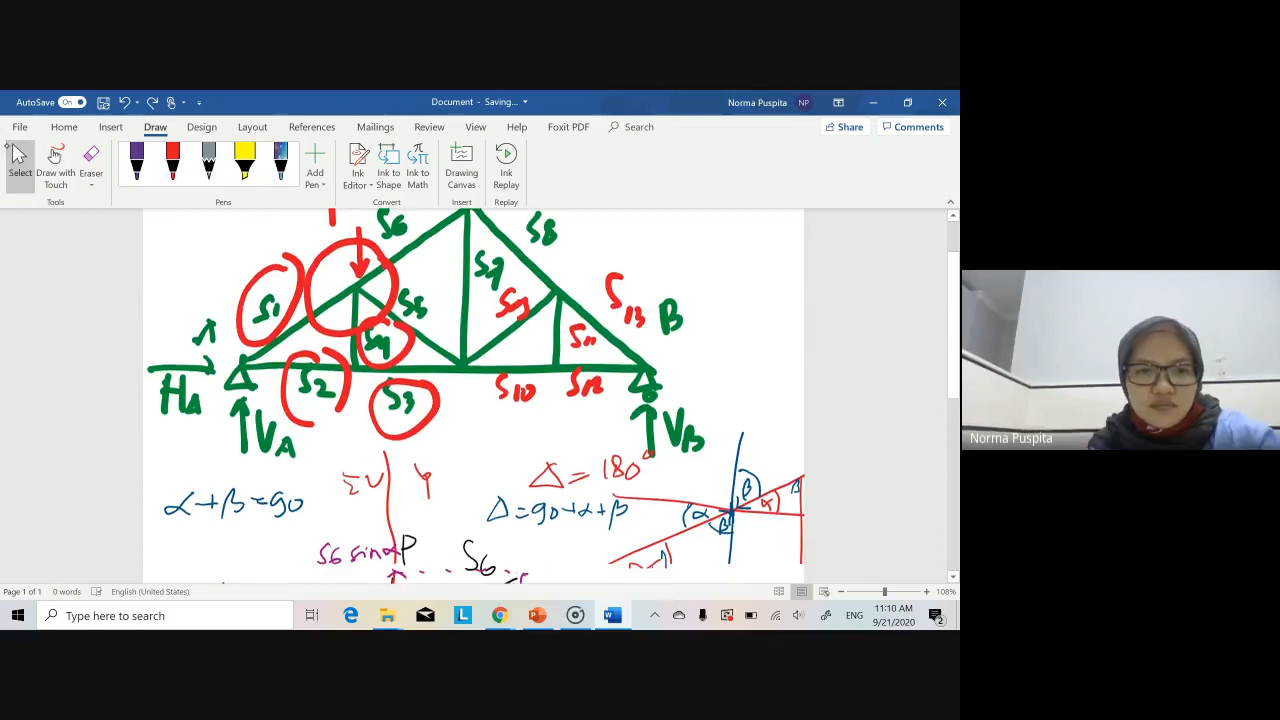 AutoSave On
Document - Saving...
Norma Puspita NP
File Home Insert Draw Design Layout References Mailings Review View Help Foxit PDF Search
Share Comments
Select
Draw with Touch
Eraser
Add Pen
Ink Editor
Ink to Shape
Ink to Math
Drawing Canvas
Ink Replay
Tools Pens Convert Insert Replay
S6 S8
S1 S5 S9 S13 B
S4
S2 S3 S10 S12
HA
VA VB
ΣV
Δ = 180°
α+β=90
Δ=90+α+β
β α β
α β
S6 sinα P S6
Norma Puspita
Page 1 of 1 0 words English (United States) 108%
Type here to search
ENG 11:10 AM
9/21/2020 2